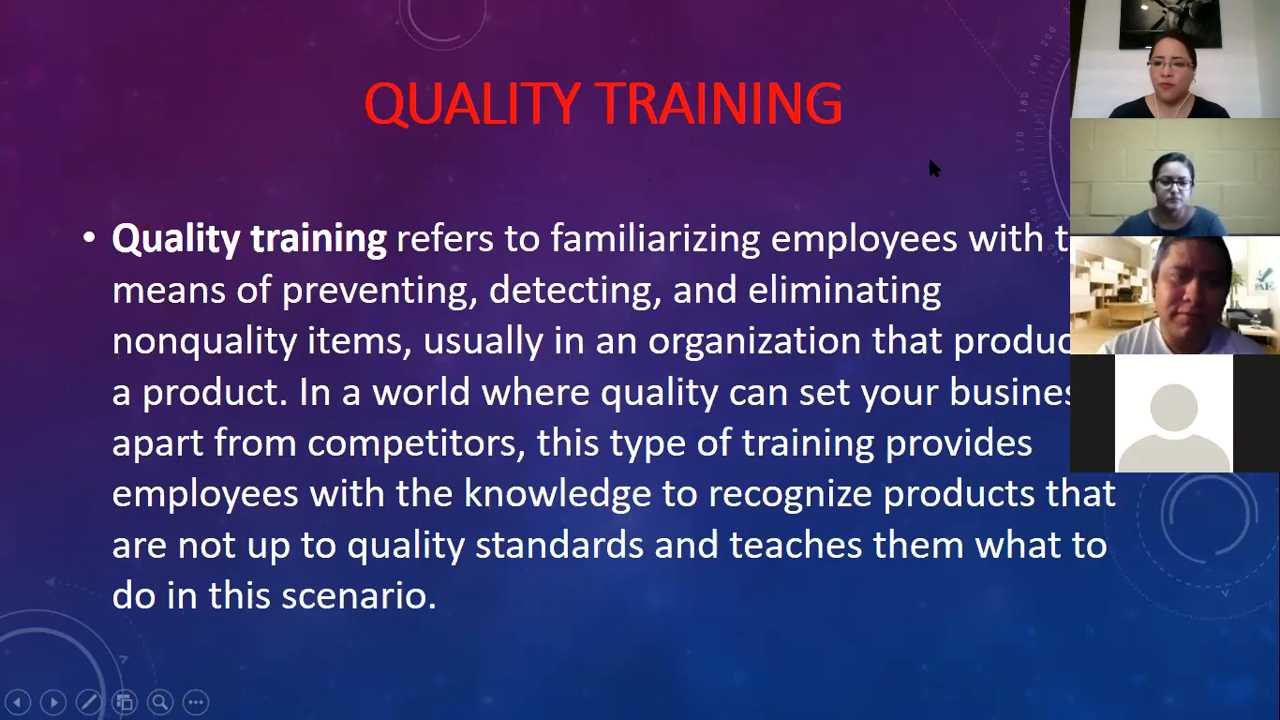 QUALITY TRAINING
• Quality training refers to familiarizing employees with
means of preventing, detecting, and eliminating
nonquality items, usually in an organization that
a product. In a world where quality can set your
apart from competitors, this type of training provides
employees with the knowledge to recognize products that
are not up to quality standards and teaches them what to
do in this scenario.